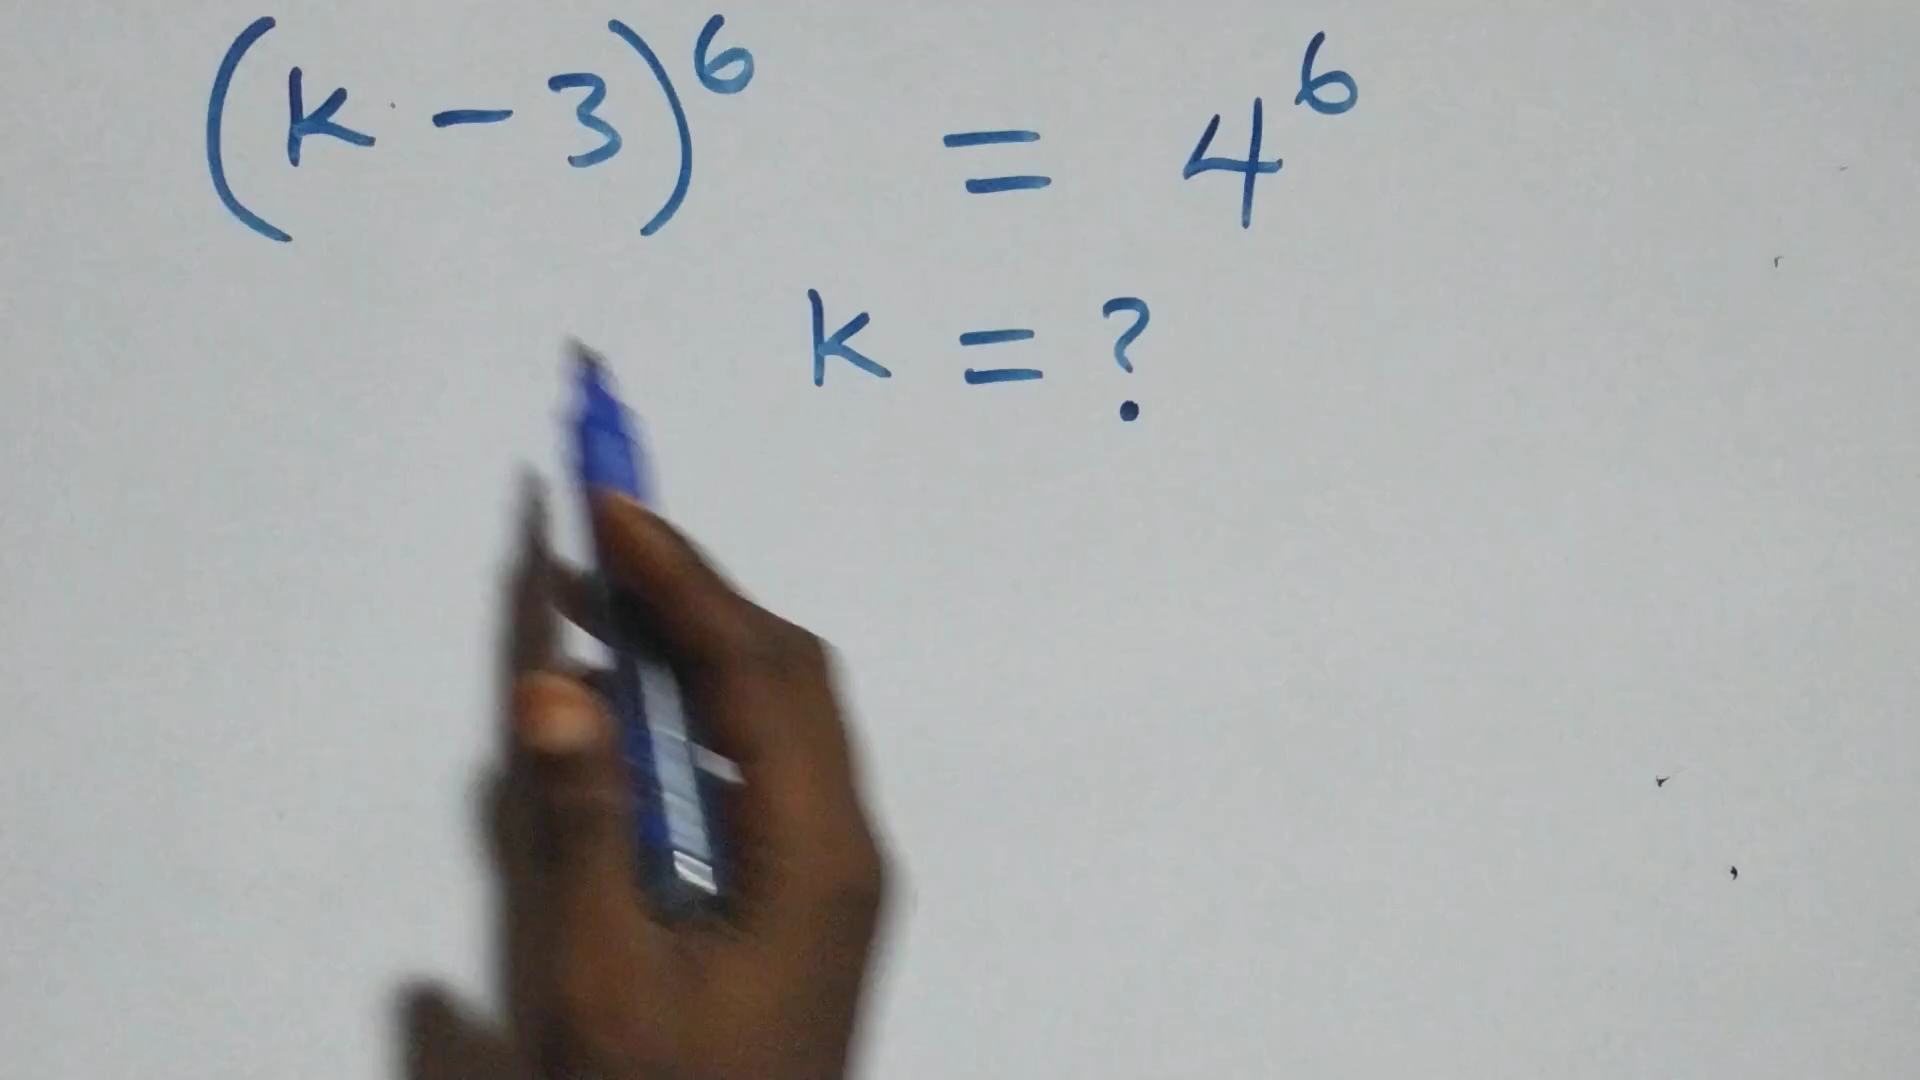 (k - 3)^6 = 4^6
k = ?